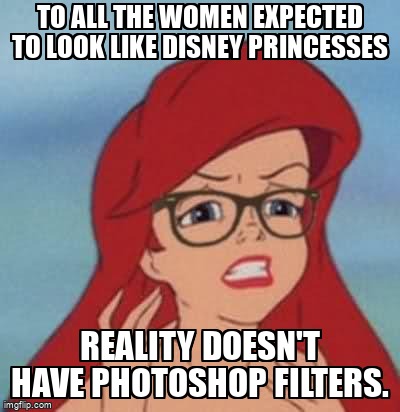 TO ALL THE WOMEN EXPECTED
TO LOOK LIKE DISNEY PRINCESSES
REALITY DOESN'T
HAVE PHOTOSHOP FILTERS.
imgflip.com